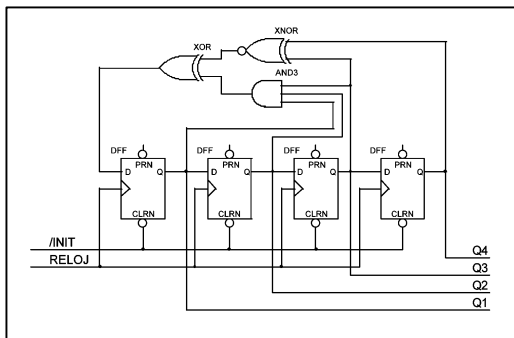 XNOR
XOR
AND3
DFF DFF DFF DFF
PRN PRN PRN PRN
D Q D Q D Q D Q
CLRN CLRN CLRN CLRN
/INIT
RELOJ
Q4
Q3
Q2
Q1